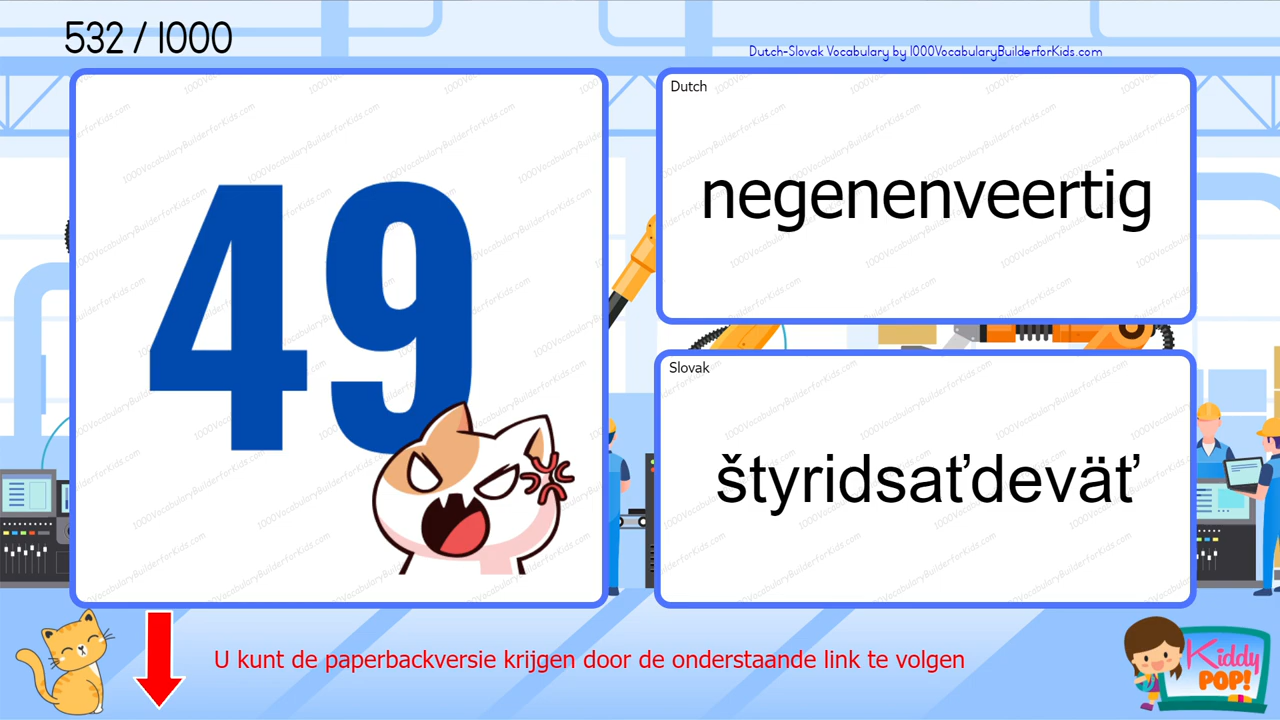 532 / 1000
Dutch-Slovak Vocabulary by 1000VocabularyBuilderforKids.com
49
Dutch
negenenveertig
Slovak
štyridsaťdeväť
U kunt de paperbackversie krijgen door de onderstaande link te volgen
Kiddy
POP!